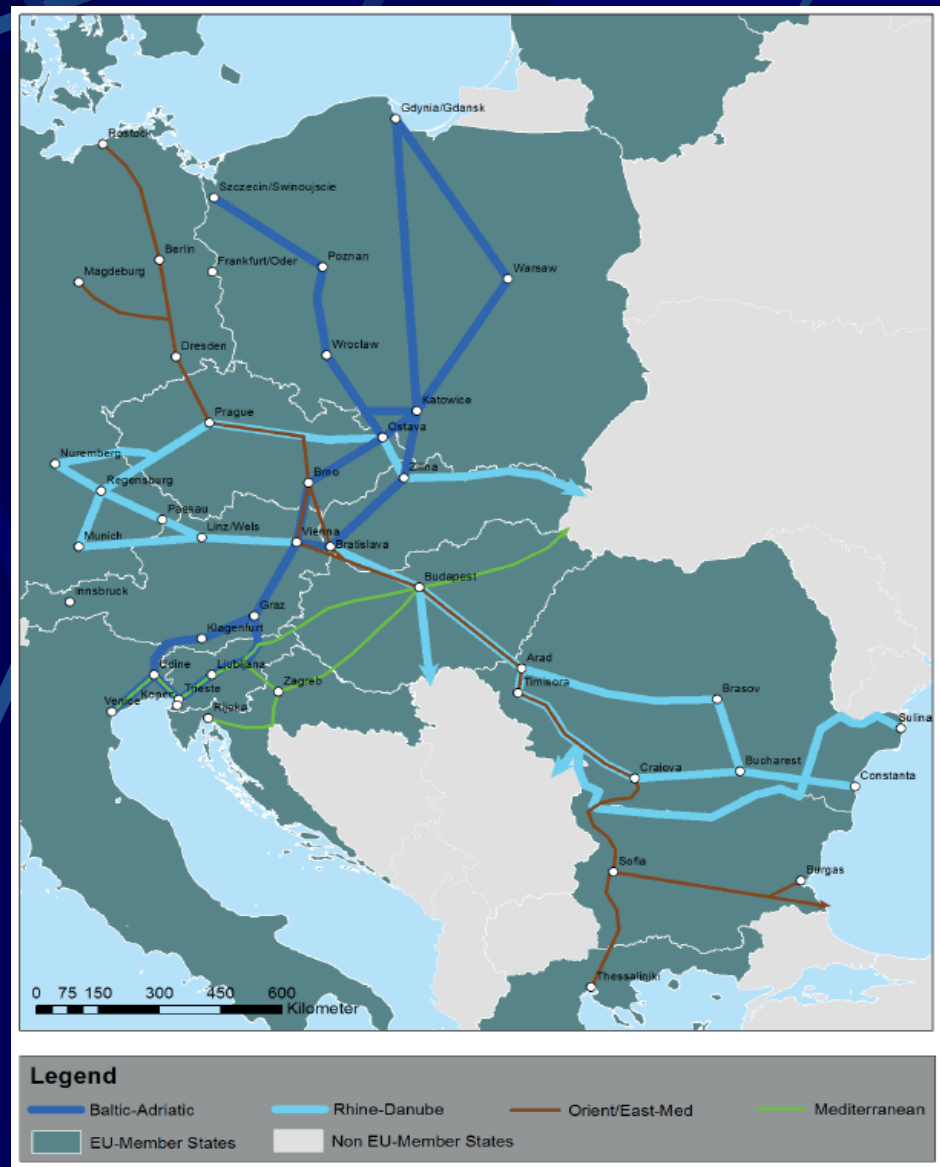 Gdynia/Gdansk
Rostock
Szczecin/Swinoujscie
Berlin
Frankfurt/Oder
Poznan
Magdeburg
Warsaw
Dresden
Wroclaw
Katowice
Prague
Ostava
Nuremberg
Brno
Zilina
Regensburg
Passau
Linz/Wels
Vienna
Munich
Bratislava
Budapest
Innsbruck
Graz
Klagenfurt
Udine
Ljubljana
Arad
Koper
Trieste
Zagreb
Timisora
Venice
Rijeka
Brasov
Sulina
Craiova
Bucharest
Constanta
Sofia
Burgas
Thessaliniki
0 75 150 300 450 600
Kilometer
Legend
Baltic-Adriatic Rhine-Danube Orient/East-Med Mediterranean
EU-Member States Non EU-Member States